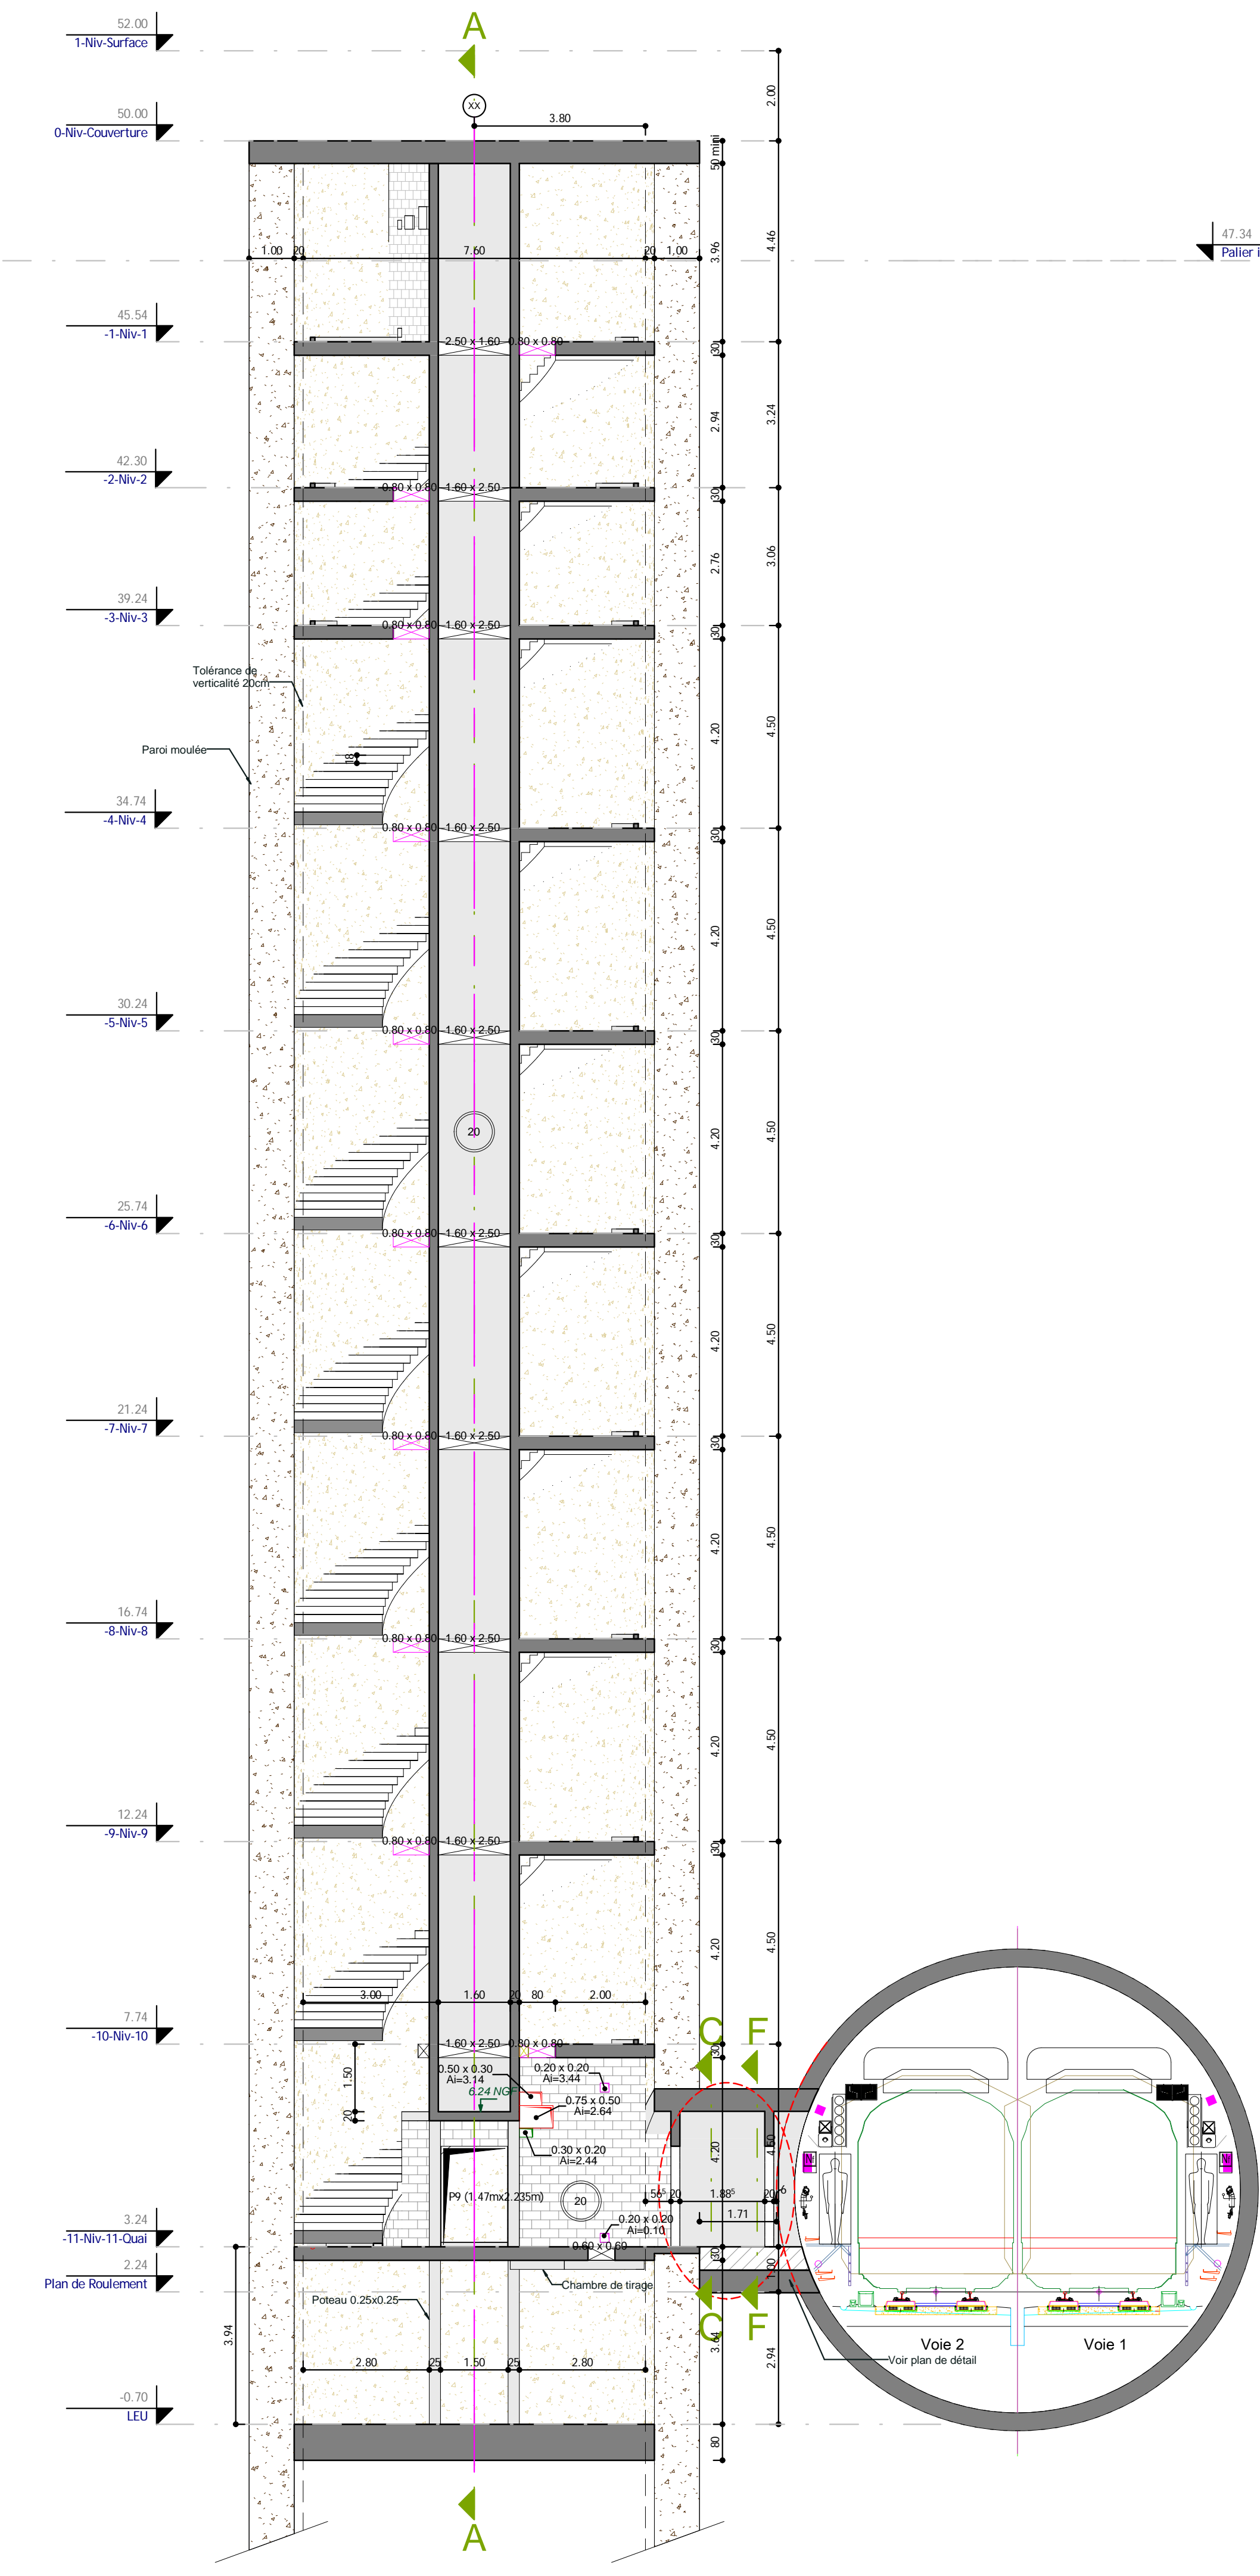 A
52.00
1-Niv-Surface
2.00
XX
50.00
0-Niv-Couverture
3.80
50 mini
47.34
Palier i
4.46
3.96
1.00 20 7.60 20 1,00
45.54
-1-Niv-1
2.50 x 1.60 0.80 x 0.80
30
3.24
2.94
42.30
-2-Niv-2
0.80 x 0.80 1.60 x 2.50
30
3.06
2.76
39.24
-3-Niv-3
0.80 x 0.80 1.60 x 2.50
30
Tolérance de
verticalité 20cm
Paroi moulée
18
4.50
4.20
34.74
-4-Niv-4
0.80 x 0.80 1.60 x 2.50
30
4.50
4.20
30.24
-5-Niv-5
0.80 x 0.80 1.60 x 2.50
30
20
4.50
4.20
25.74
-6-Niv-6
0.80 x 0.80 1.60 x 2.50
30
4.50
4.20
21.24
-7-Niv-7
0.80 x 0.80 1.60 x 2.50
30
4.50
4.20
16.74
-8-Niv-8
0.80 x 0.80 1.60 x 2.50
30
4.50
4.20
12.24
-9-Niv-9
0.80 x 0.80 1.60 x 2.50
30
4.50
4.20
3.00 1.60 20 80 2.00
7.74
-10-Niv-10
1.60 x 2.50 0.80 x 0.80
30
C F
1.50
20
0.50 x 0.30
Ai=3.14
6.24 NGF
0.20 x 0.20
Ai=3.44
0.75 x 0.50
Ai=2.64
0.30 x 0.20
Ai=2.44
4.20
4.50
P9 (1.47mx2.235m)
20
56⁵ 20 1.88⁵ 20 6
1.71
0.20 x 0.20
Ai=0.10
0.60 x 0.60
3.24
-11-Niv-11-Quai
30
1.00
2.24
Plan de Roulement
Chambre de tirage
Poteau 0.25x0.25
C F
3.94
3.64
2.94
Voie 2
Voie 1
Voir plan de détail
2.80 25 1.50 25 2.80
-0.70
LEU
80
A